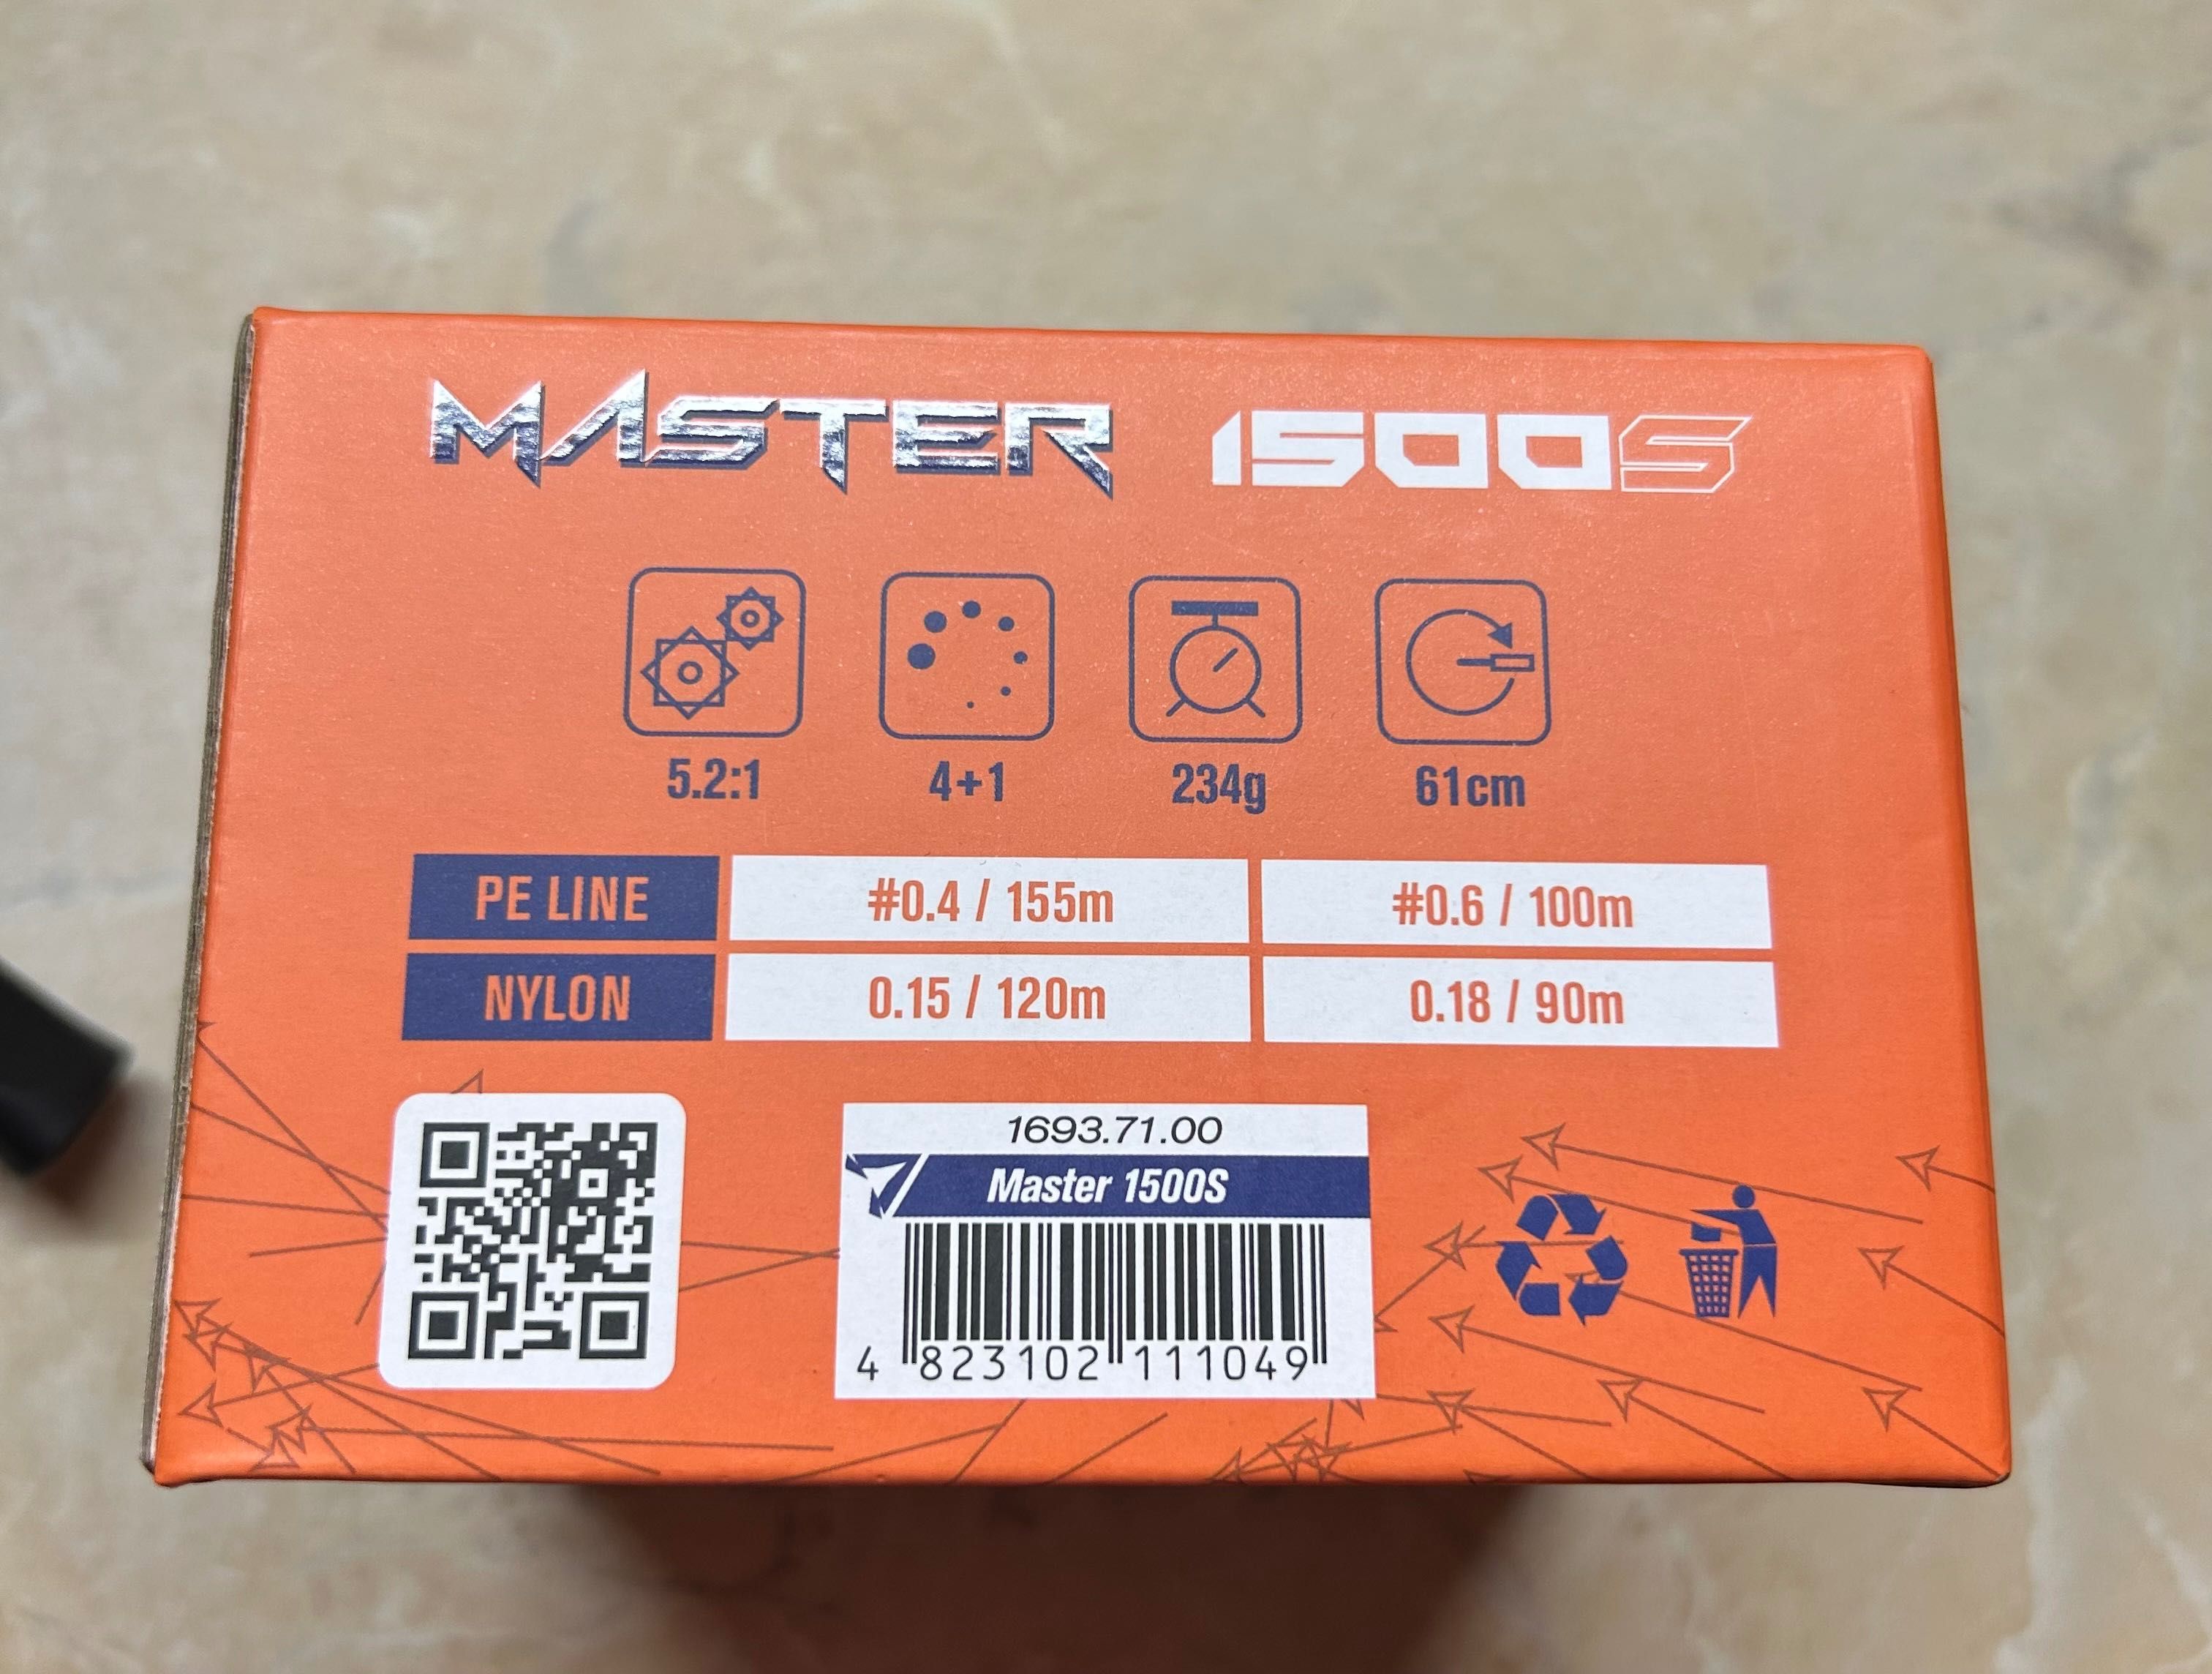 MASTER 1500S
5.2:1 4+1 234g 61cm
PE LINE #0.4 / 155m #0.6 / 100m
NYLON 0.15 / 120m 0.18 / 90m
1693.71.00
Master 1500S
4 823102 111049